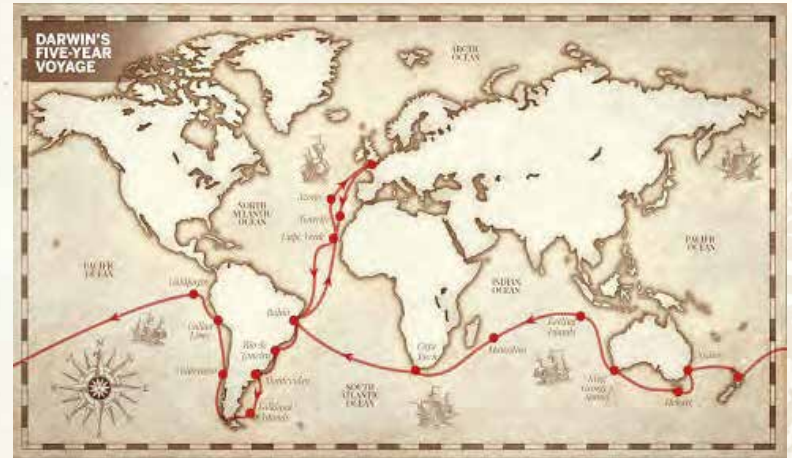 DARWIN'S
FIVE-YEAR
VOYAGE
ARCTIC
OCEAN
NORTH
ATLANTIC
OCEAN
Azores
Tenerife
Cape Verde
PACIFIC
OCEAN
PACIFIC
OCEAN
INDIAN
OCEAN
Galápagos
Callao
Lima
Bahia
Rio de
Janeiro
Valparaiso
Montevideo
Falkland
Islands
SOUTH
ATLANTIC
OCEAN
Cape
Town
Mauritius
Keeling
Islands
King
George's
Sound
Sydney
Hobart
N